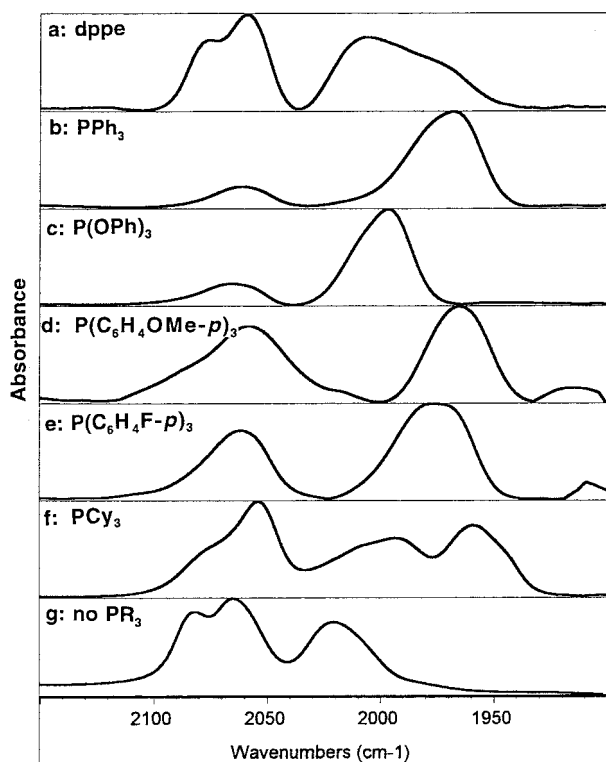 a: dppe
b: PPh₃
c: P(OPh)₃
d: P(C₆H₄OMe-p)₃
e: P(C₆H₄F-p)₃
f: PCy₃
g: no PR₃
Absorbance
2100 2050 2000 1950
Wavenumbers (cm-1)